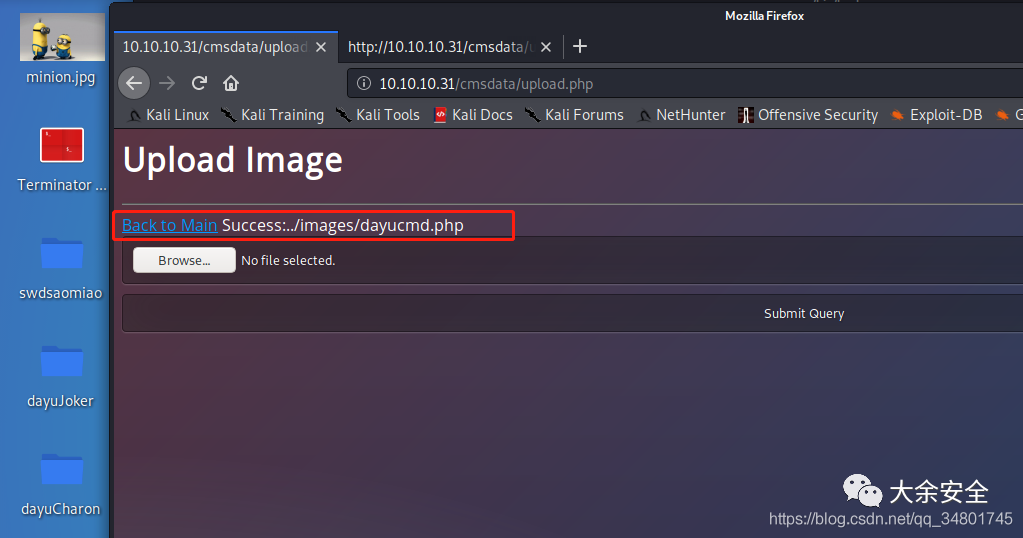 Mozilla Firefox
10.10.10.31/cmsdata/upload
http://10.10.10.31/cmsdata/u
10.10.10.31/cmsdata/upload.php
Kali Linux
Kali Training
Kali Tools
Kali Docs
Kali Forums
NetHunter
Offensive Security
Exploit-DB
G
Upload Image
Back to Main Success:../images/dayucmd.php
Browse... No file selected.
Submit Query
minion.jpg
Terminator ...
swdsaomiao
dayuJoker
dayuCharon
大余安全
https://blog.csdn.net/qq_34801745